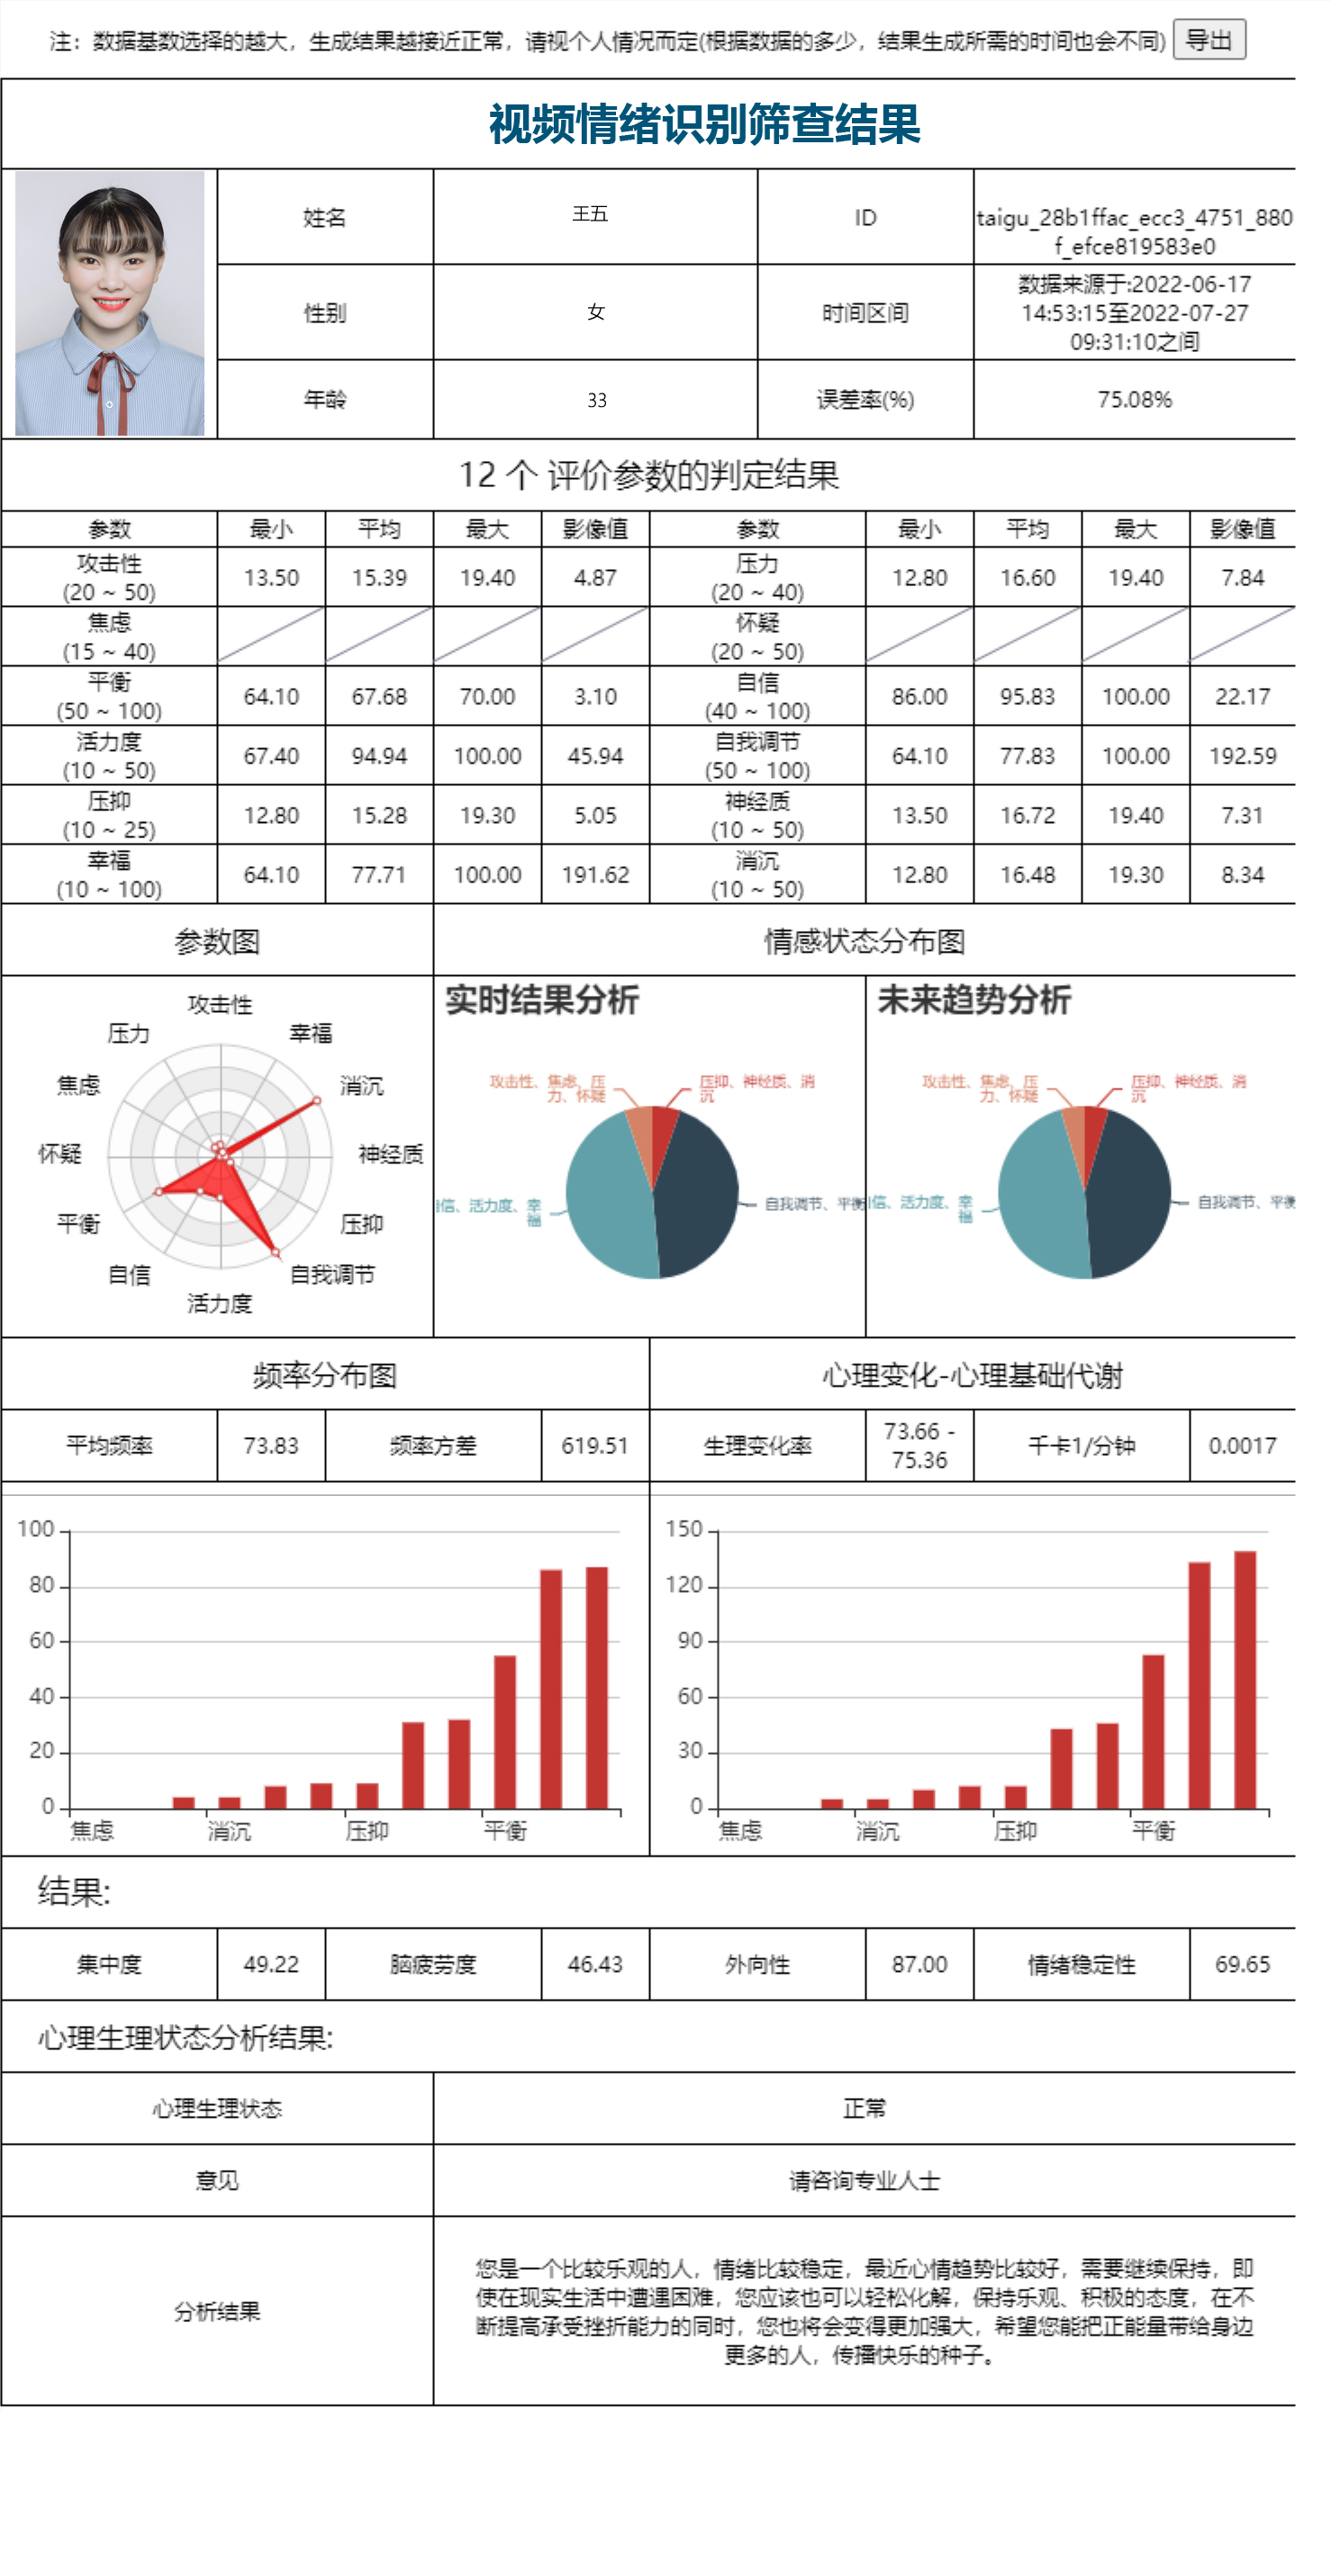 注：数据基数选择的越大，生成结果越接近正常，请视个人情况而定(根据数据的多少，结果生成所需的时间也会不同) 导出
视频情绪识别筛查结果
姓名 王五 ID taigu_28b1ffac_ecc3_4751_880
f_efce819583e0
性别 女 时间区间 数据来源于:2022-06-17
14:53:15至2022-07-27
09:31:10之间
年龄 33 误差率(%) 75.08%
12 个 评价参数的判定结果
参数 最小 平均 最大 影像值 参数 最小 平均 最大 影像值
攻击性
(20 ~ 50) 13.50 15.39 19.40 4.87
压力
(20 ~ 40) 12.80 16.60 19.40 7.84
焦虑
(15 ~ 40)
怀疑
(20 ~ 50)
平衡
(50 ~ 100) 64.10 67.68 70.00 3.10
自信
(40 ~ 100) 86.00 95.83 100.00 22.17
活力度
(10 ~ 50) 67.40 94.94 100.00 45.94
自我调节
(50 ~ 100) 64.10 77.83 100.00 192.59
压抑
(10 ~ 25) 12.80 15.28 19.30 5.05
神经质
(10 ~ 50) 13.50 16.72 19.40 7.31
幸福
(10 ~ 100) 64.10 77.71 100.00 191.62
消沉
(10 ~ 50) 12.80 16.48 19.30 8.34
参数图 情感状态分布图
攻击性
压力
焦虑
怀疑
平衡
自信
活力度
自我调节
压抑
神经质
消沉
幸福
实时结果分析
攻击性、焦虑、压
力、怀疑
压抑、神经质、消
沉
信、活力度、幸
福
自我调节、平衡
未来趋势分析
攻击性、焦虑、压
力、怀疑
压抑、神经质、消
沉
信、活力度、幸
福
自我调节、平衡
频率分布图 心理变化-心理基础代谢
平均频率 73.83 频率方差 619.51 生理变化率 73.66 -
75.36 千卡1/分钟 0.0017
100
80
60
40
20
0
焦虑 消沉 压抑 平衡
150
120
90
60
30
0
焦虑 消沉 压抑 平衡
结果:
集中度 49.22 脑疲劳度 46.43 外向性 87.00 情绪稳定性 69.65
心理生理状态分析结果:
心理生理状态 正常
意见 请咨询专业人士
分析结果
您是一个比较乐观的人，情绪比较稳定，最近心情趋势比较好，需要继续保持，即
使在现实生活中遭遇困难，您应该也可以轻松化解，保持乐观、积极的态度，在不
断提高承受挫折能力的同时，您也将会变得更加强大，希望您能把正能量带给身边
更多的人，传播快乐的种子。